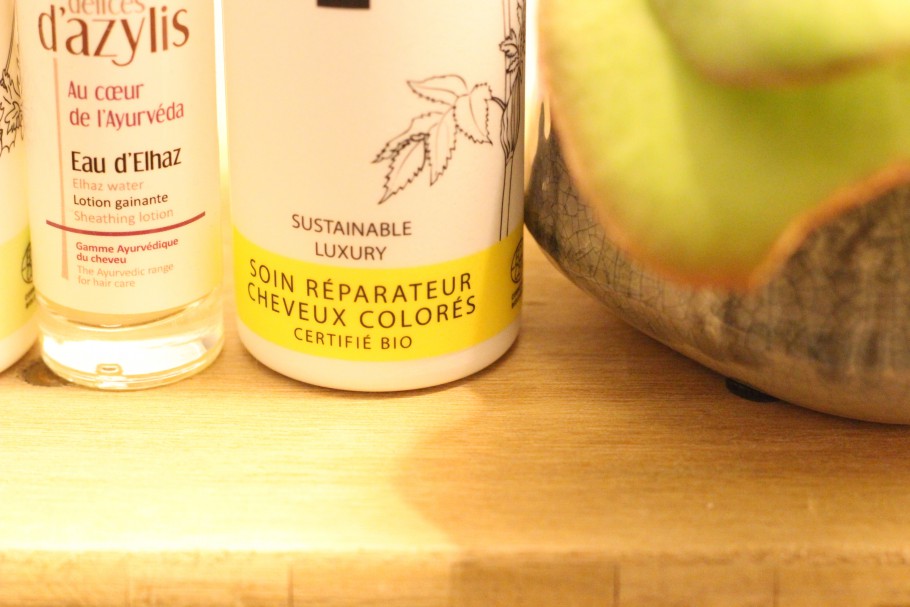 délices
d'azylis
Au cœur
de l'Ayurvéda
Eau d'Elhaz
Elhaz water
Lotion gainante
Sheathing lotion
Gamme Ayurvédique
du cheveu
The Ayurvedic range
for hair care
SUSTAINABLE
LUXURY
SOIN RÉPARATEUR
CHEVEUX COLORÉS
CERTIFIÉ BIO